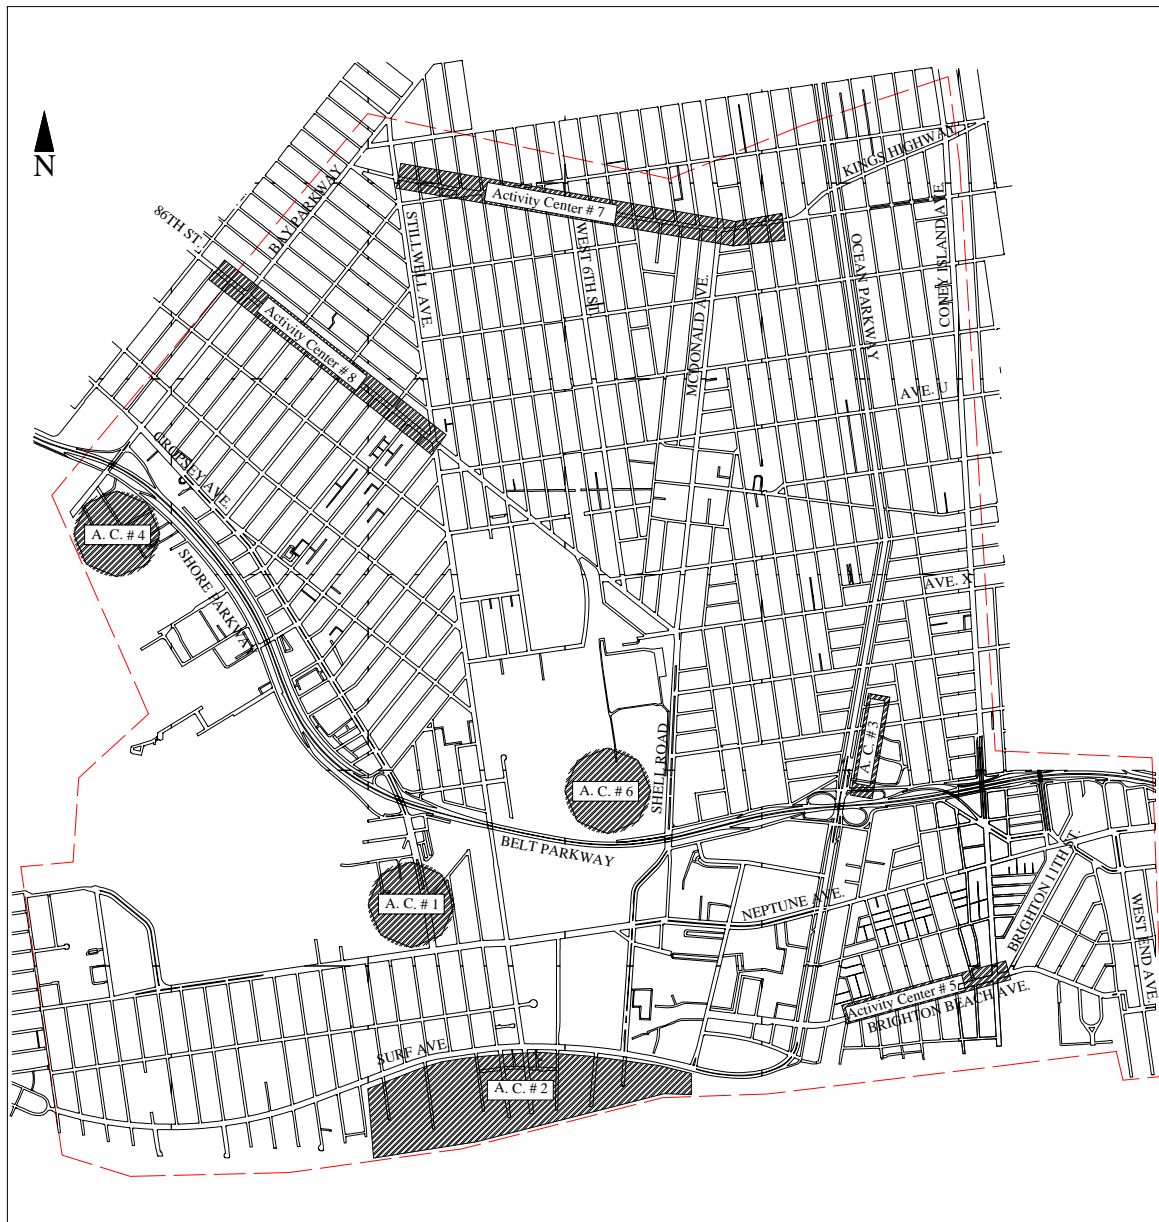 N
86TH ST.
BAY PARKWAY
STILLWELL AVE.
Activity Center # 7
WEST 6TH ST.
MCDONALD AVE.
KINGS HIGHWAY
OCEAN PARKWAY
CONEY ISLAND AVE.
Activity Center # 8
AVE. U
CROPSEY AVE.
A. C. # 4
SHORE PARKWAY
AVE. X
A. C. # 3
SHELL ROAD
A. C. # 6
BELT PARKWAY
A. C. # 1
NEPTUNE AVE.
BRIGHTON 11TH ST.
WEST END AVE.
Activity Center # 5
BRIGHTON BEACH AVE.
SURF AVE.
A. C. # 2